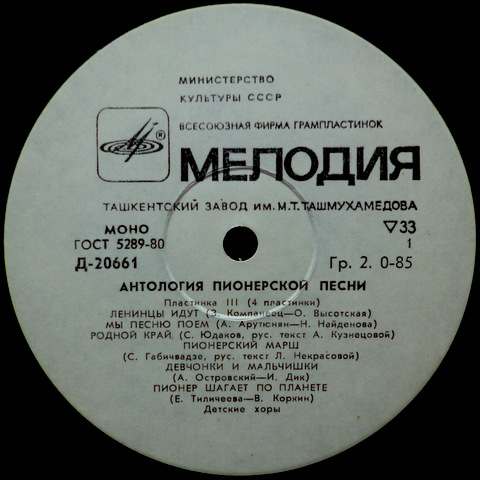 МИНИСТЕРСТВО
КУЛЬТУРЫ СССР
ВСЕСОЮЗНАЯ ФИРМА ГРАМПЛАСТИНОК
® МЕЛОДИЯ
ТАШКЕНТСКИЙ ЗАВОД ИМ. М.Т. ТАШМУХАМЕДОВА
МОНО ▽33
ГОСТ 5289-80 1
Д-20661 Гр. 2. 0-85
АНТОЛОГИЯ ПИОНЕРСКОЙ ПЕСНИ
Пластинка III (4 пластинки)
ЛЕНИНЦЫ ИДУТ (З. Компанеец—О. Высотская)
МЫ ПЕСНЮ ПОЕМ (А. Арутюнян—Н. Найденова)
РОДНОЙ КРАЙ (С. Юдаков, рус. текст А. Кузнецовой)
ПИОНЕРСКИЙ МАРШ
(С. Габичвадзе, рус. текст Л. Некрасовой)
ДЕВЧОНКИ И МАЛЬЧИШКИ
(А. Островский—И. Дик)
ПИОНЕР ШАГАЕТ ПО ПЛАНЕТЕ
(Е. Тиличеева—В. Коркин)
Детские хоры